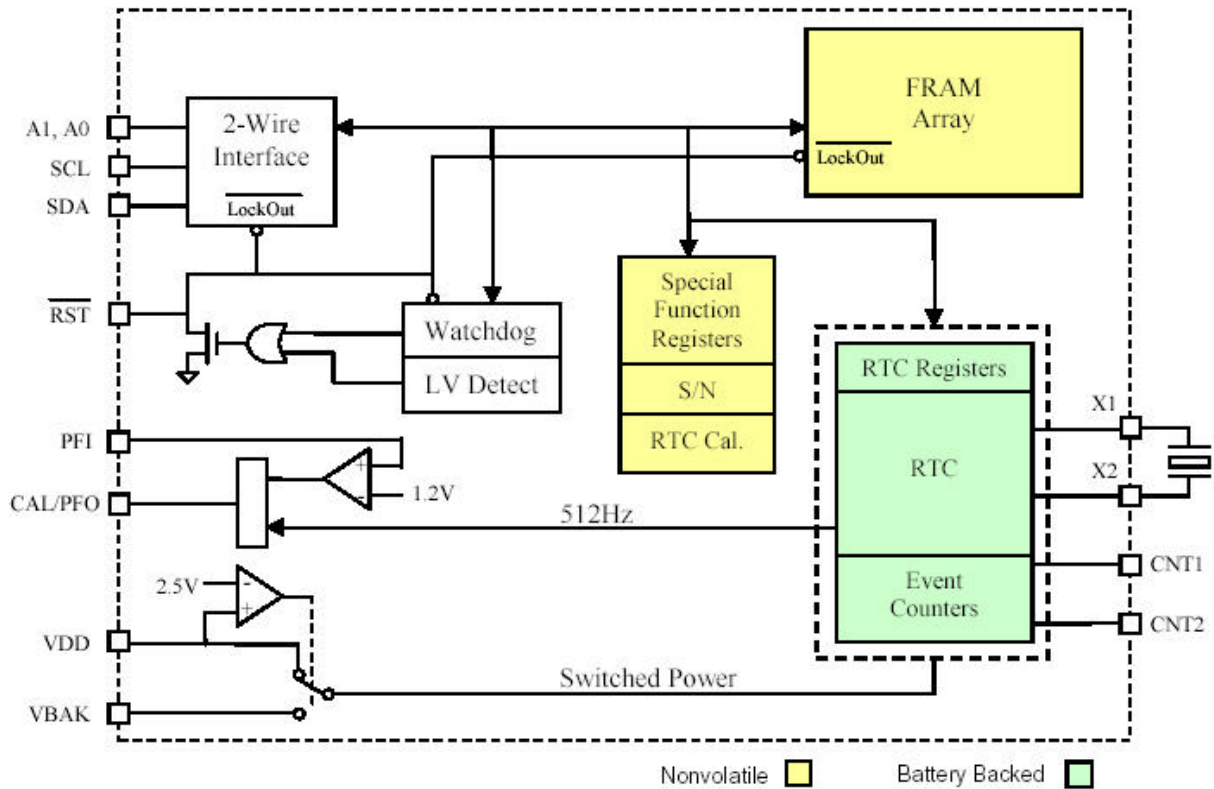 FRAM
Array
LockOut
A1, A0
SCL
SDA
2-Wire
Interface
LockOut
RST
Watchdog
LV Detect
Special
Function
Registers
S/N
RTC Cal.
RTC Registers
RTC
Event
Counters
X1
X2
CNT1
CNT2
PFI
CAL/PFO
+
-
1.2V
512Hz
2.5V
-
+
VDD
VBAK
Switched Power
Nonvolatile
Battery Backed